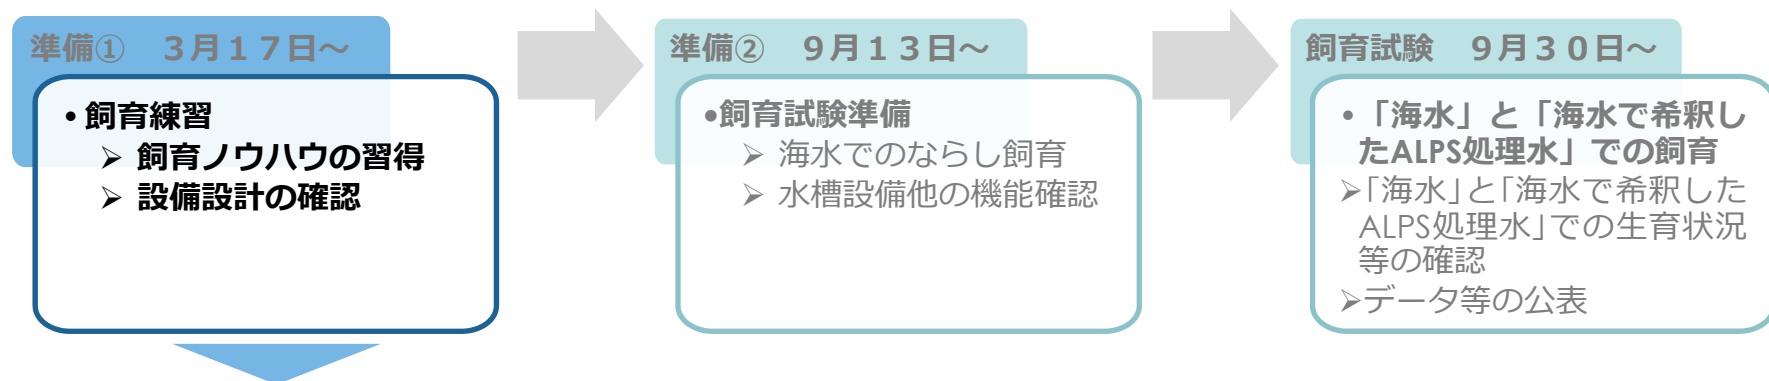 準備①　３月１７日～
• 飼育練習
➢ 飼育ノウハウの習得
➢ 設備設計の確認
準備②　９月１３日～
•飼育試験準備
➢ 海水でのならし飼育
➢ 水槽設備他の機能確認
飼育試験　９月３０日～
• 「海水」と「海水で希釈し
たALPS処理水」での飼育
➢「海水」と「海水で希釈した
ALPS処理水」での生育状況
等の確認
➢データ等の公表